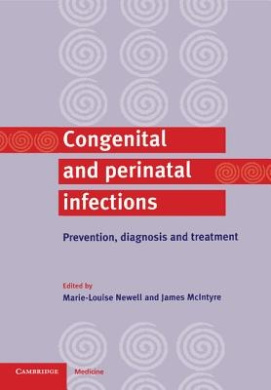 Congenital
and perinatal
infections
Prevention, diagnosis and treatment
Edited by
Marie-Louise Newell and James McIntyre
CAMBRIDGE Medicine